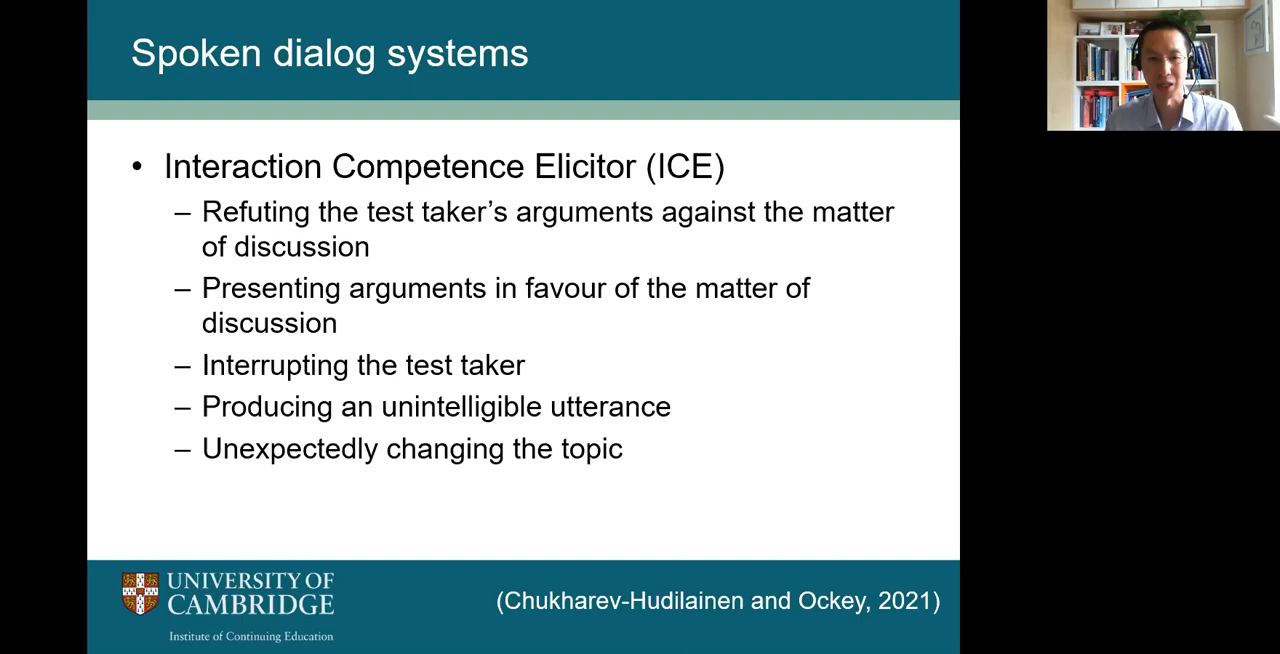 Spoken dialog systems
• Interaction Competence Elicitor (ICE)
– Refuting the test taker’s arguments against the matter
of discussion
– Presenting arguments in favour of the matter of
discussion
– Interrupting the test taker
– Producing an unintelligible utterance
– Unexpectedly changing the topic
UNIVERSITY OF
CAMBRIDGE
Institute of Continuing Education
(Chukharev-Hudilainen and Ockey, 2021)